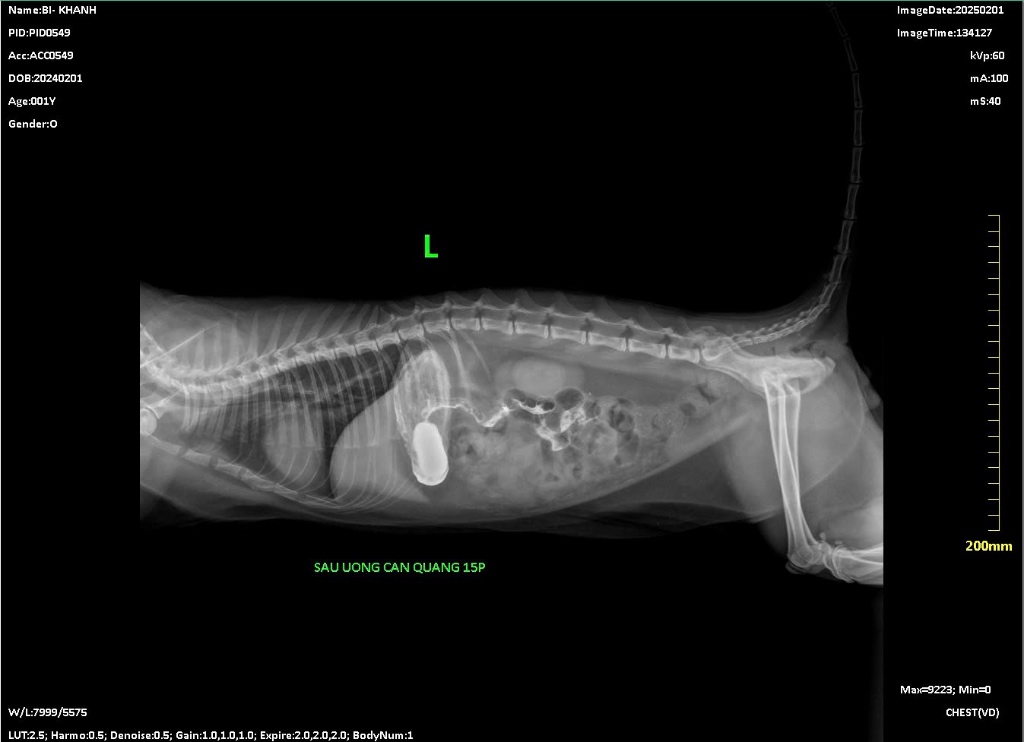 Name:BI- KHANH
PID:PID0549
Acc:ACC0549
DOB:20240201
Age:001Y
Gender:O
ImageDate:20250201
ImageTime:134127
kVp:60
mA:100
mS:40
L
200mm
SAU UONG CAN QUANG 15P
Max=9223; Min=0
W/L:7999/5575
CHEST(VD)
LUT:2.5; Harmo:0.5; Denoise:0.5; Gain:1.0,1.0,1.0; Expire:2.0,2.0,2.0; BodyNum:1